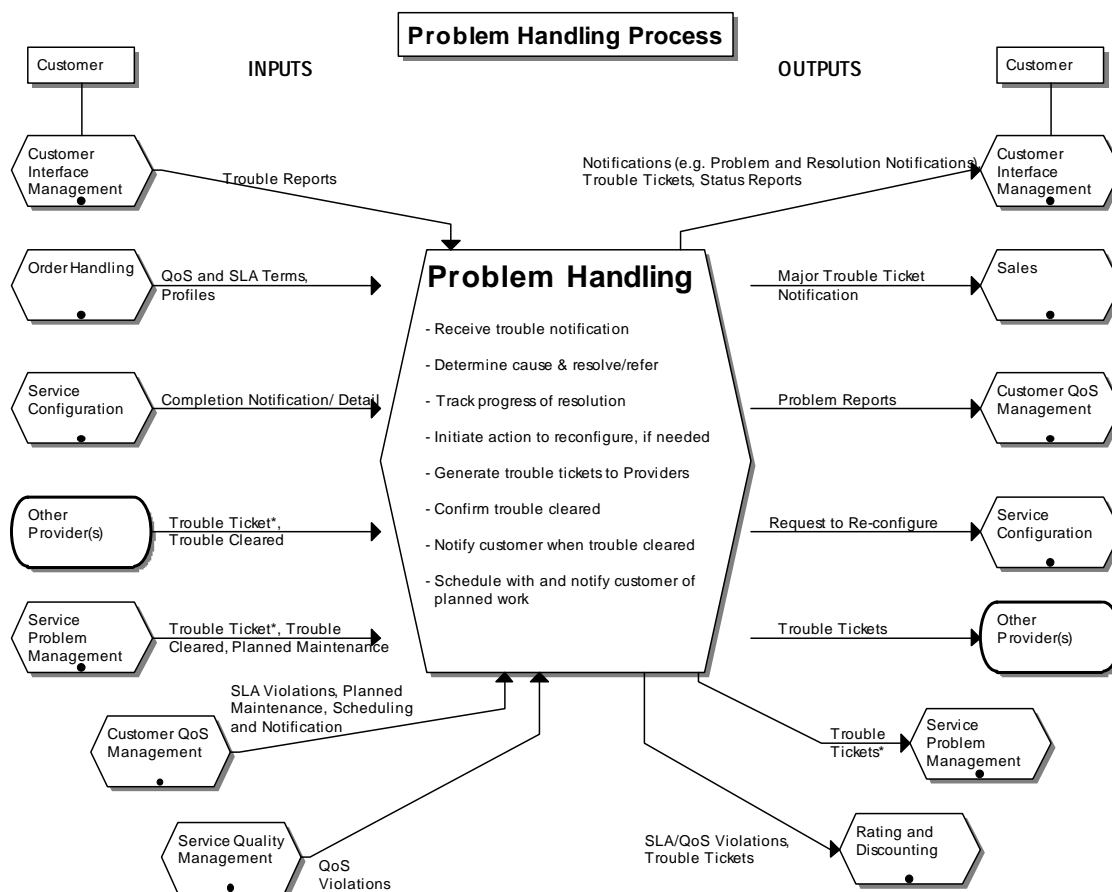 Problem Handling Process
INPUTS
OUTPUTS
Customer
Customer
Customer
Interface
Management
Trouble Reports
Notifications (e.g. Problem and Resolution Notifications),
Trouble Tickets, Status Reports
Customer
Interface
Management
Order Handling
QoS and SLA Terms,
Profiles
Major Trouble Ticket
Notification
Sales
Service
Configuration
Completion Notification/ Detail
Problem Reports
Customer QoS
Management
Other
Provider(s)
Trouble Ticket*,
Trouble Cleared
Request to Re-configure
Service
Configuration
Service
Problem
Management
Trouble Ticket*, Trouble
Cleared, Planned Maintenance
Trouble Tickets
Other
Provider(s)
Problem Handling
- Receive trouble notification
- Determine cause & resolve/refer
- Track progress of resolution
- Initiate action to reconfigure, if needed
- Generate trouble tickets to Providers
- Confirm trouble cleared
- Notify customer when trouble cleared
- Schedule with and notify customer of
planned work
Customer QoS
Management
SLA Violations, Planned
Maintenance, Scheduling
and Notification
Trouble
Tickets*
Service
Problem
Management
Service Quality
Management
QoS
Violations
SLA/QoS Violations,
Trouble Tickets
Rating and
Discounting